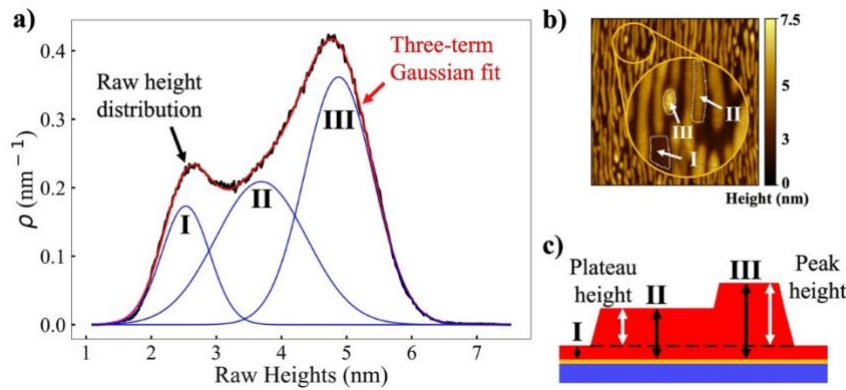 a)
Raw height
distribution
Three-term
Gaussian fit
I
II
III
ρ (nm⁻¹)
0.4
0.3
0.2
0.1
0.0
1 2 3 4 5 6 7
Raw Heights (nm)
b)
I
II
III
7.5
5
3
0
Height (nm)
c)
Plateau
height
Peak
height
I
II
III